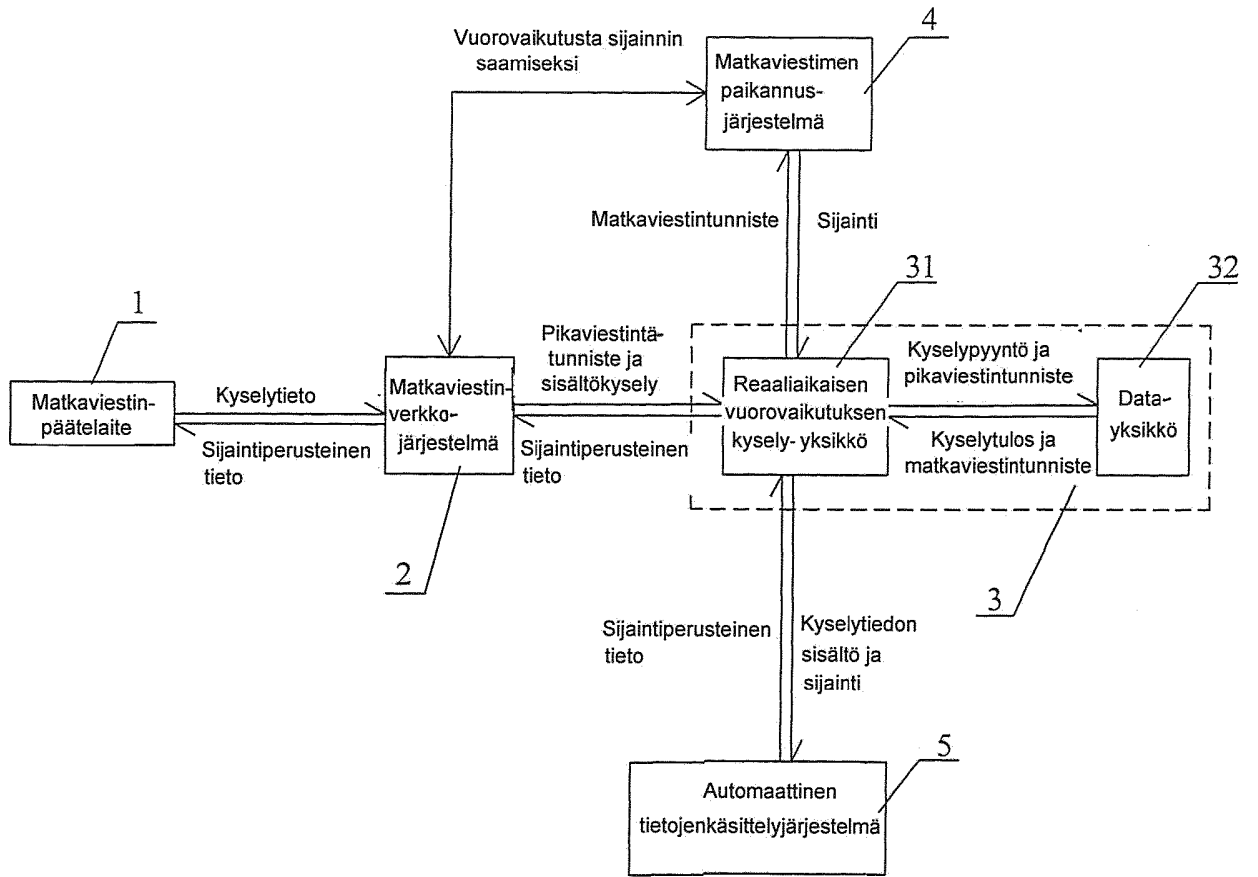 4
Vuorovaikutusta sijainnin
saamiseksi
Matkaviestimen
paikannus-
järjestelmä
Matkaviestintunniste
Sijainti
31
32
1
Pikaviestintä-
tunniste ja
sisältökysely
Kyselypyyntö ja
pikaviestintunniste
Matkaviestin-
päätelaite
Kyselytieto
Matkaviestin-
verkko-
järjestelmä
Reaaliaikaisen
vuorovaikutuksen
kysely-yksikkö
Data-
yksikkö
Sijaintiperusteinen
tieto
Sijaintiperusteinen
tieto
Kyselytulos ja
matkaviestintunniste
2
3
Sijaintiperusteinen
tieto
Kyselytiedon
sisältö ja
sijainti
5
Automaattinen
tietojenkäsittelyjärjestelmä